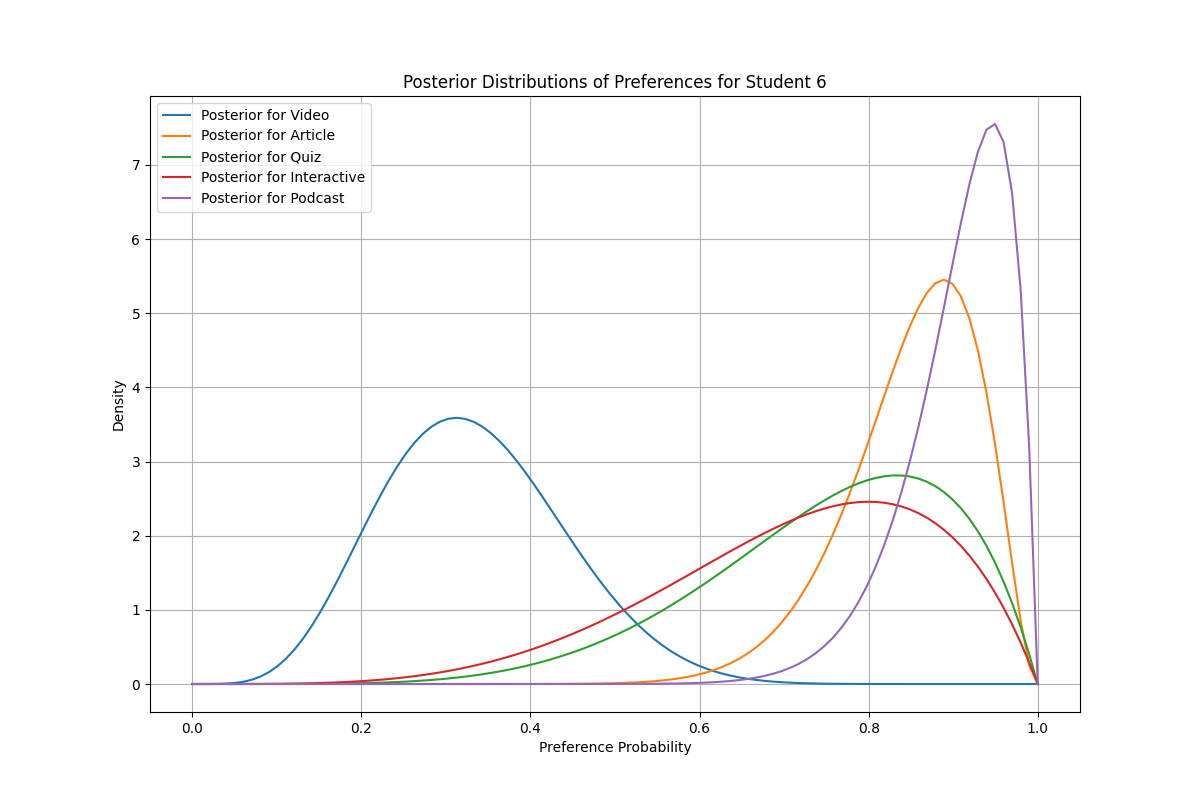 Posterior Distributions of Preferences for Student 6
Posterior for Video
Posterior for Article
Posterior for Quiz
Posterior for Interactive
Posterior for Podcast
Density
7
6
5
4
3
2
1
0
0.0 0.2 0.4 0.6 0.8 1.0
Preference Probability